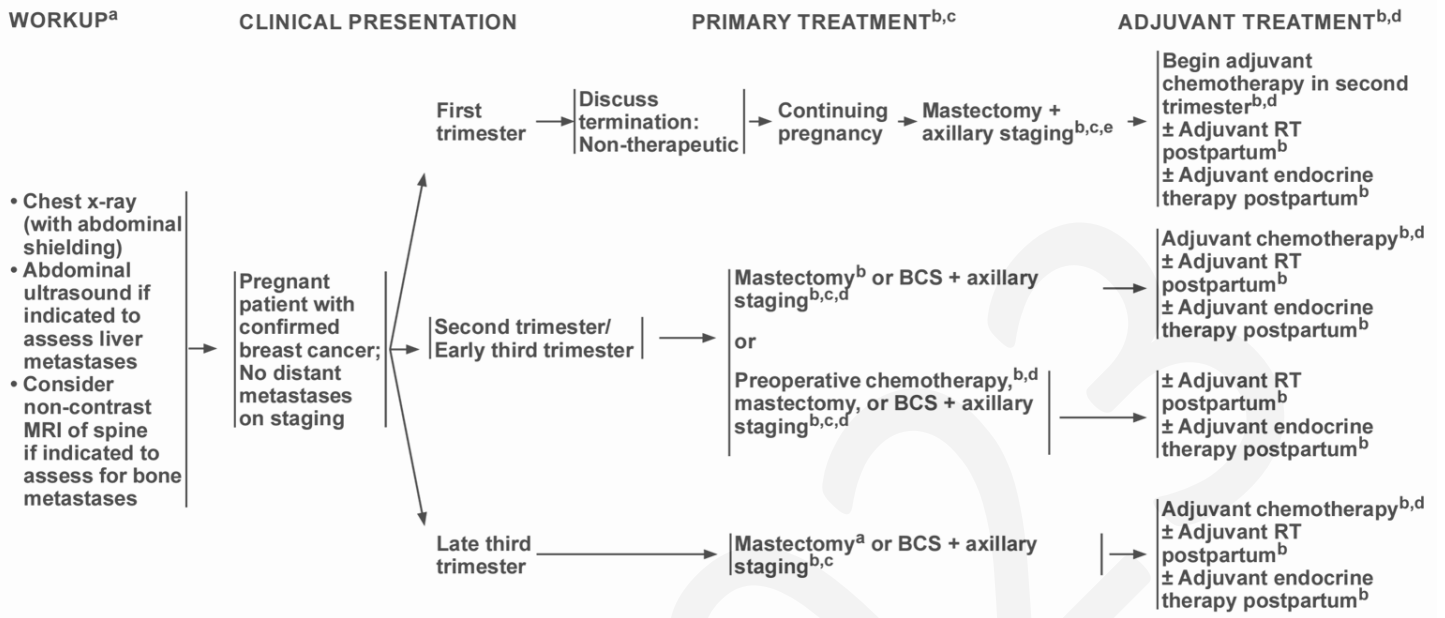 WORKUPa
CLINICAL PRESENTATION
PRIMARY TREATMENTb,c
ADJUVANT TREATMENTb,d
• Chest x-ray
(with abdominal
shielding)
• Abdominal
ultrasound if
indicated to
assess liver
metastases
• Consider
non-contrast
MRI of spine
if indicated to
assess for bone
metastases
Pregnant
patient with
confirmed
breast cancer;
No distant
metastases
on staging
First
trimester
Discuss
termination:
Non-therapeutic
Continuing
pregnancy
Mastectomy +
axillary stagingb,c,e
Begin adjuvant
chemotherapy in second
trimesterb,d
± Adjuvant RT
postpartumb
± Adjuvant endocrine
therapy postpartumb
Second trimester/
Early third trimester
Mastectomyb or BCS + axillary
stagingb,c,d
or
Preoperative chemotherapy,b,d
mastectomy, or BCS + axillary
stagingb,c,d
Adjuvant chemotherapyb,d
± Adjuvant RT
postpartumb
± Adjuvant endocrine
therapy postpartumb
± Adjuvant RT
postpartumb
± Adjuvant endocrine
therapy postpartumb
Late third
trimester
Mastectomya or BCS + axillary
stagingb,c
Adjuvant chemotherapyb,d
± Adjuvant RT
postpartumb
± Adjuvant endocrine
therapy postpartumb